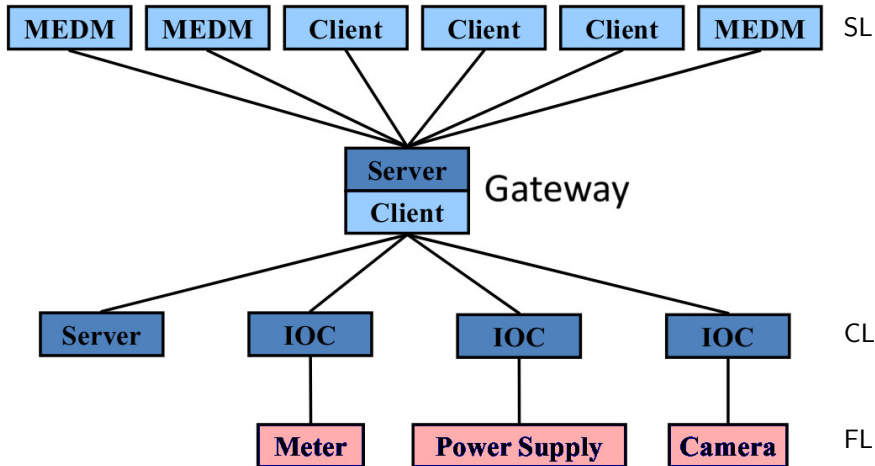 MEDM MEDM Client Client Client MEDM SL
Server
Gateway
Client
Server IOC IOC IOC CL
Meter Power Supply Camera FL